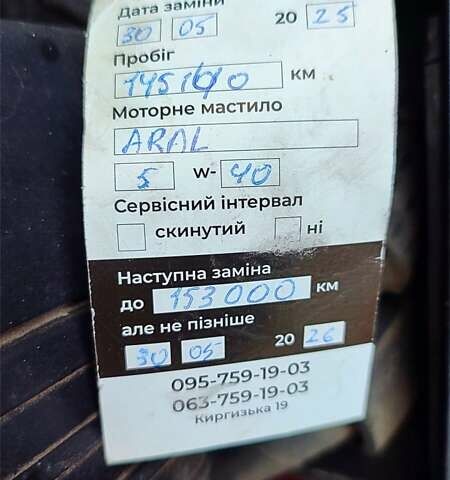 Дата заміни
30 05 20 25
Пробіг
км
Моторне мастило
ARAL
5 w- 40
Сервісний інтервал
скинутий ні
Наступна заміна
до 153000 км
але не пізніше
30 05 20 26
095-759-19-03
063-759-19-03
Киргизька 19